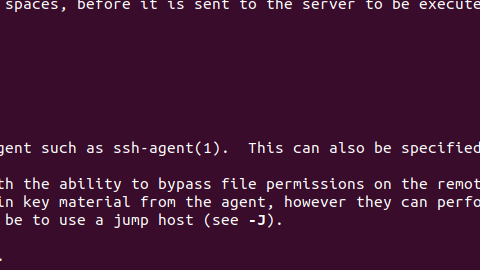 spaces, before it is sent to the server to be execute
gent such as ssh-agent(1).  This can also be specified
th the ability to bypass file permissions on the remot
in key material from the agent, however they can perfo
be to use a jump host (see -J).
.